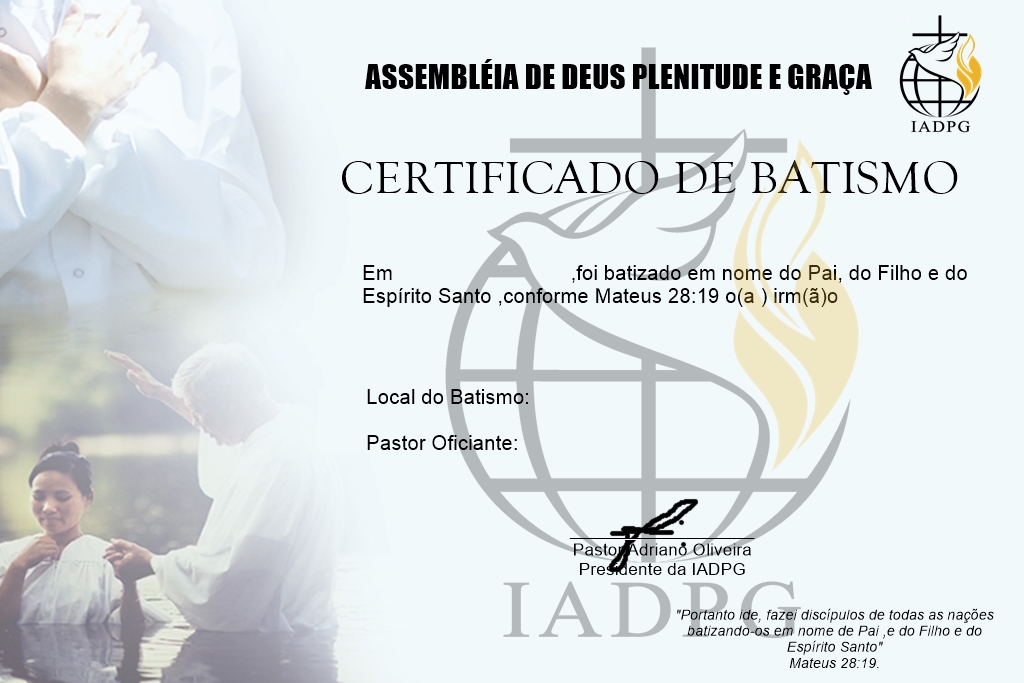 ASSEMBLÉIA DE DEUS PLENITUDE E GRAÇA
IADPG
CERTIFICADO DE BATISMO
Em ,foi batizado em nome do Pai, do Filho e do
Espírito Santo ,conforme Mateus 28:19 o(a ) irm(ã)o
Local do Batismo:
Pastor Oficiante:
Pastor Adriano Oliveira
Presidente da IADPG
IADPG
"Portanto ide, fazei discípulos de todas as nações
batizando-os em nome de Pai ,e do Filho e do
Espírito Santo"
Mateus 28:19.